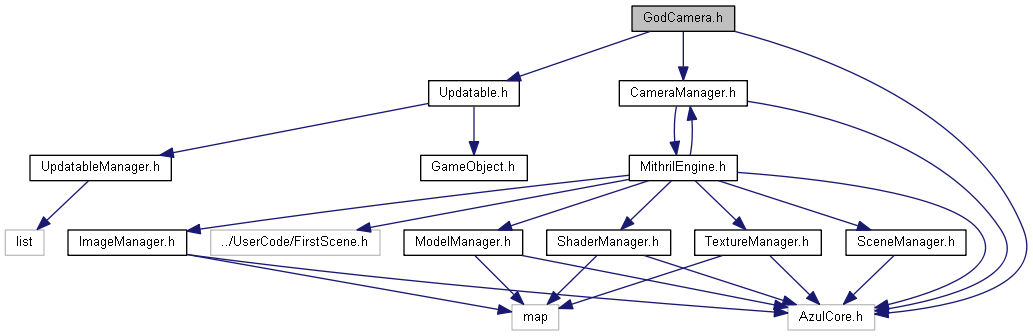 GodCamera.h
Updatable.h
CameraManager.h
UpdatableManager.h
GameObject.h
MithrilEngine.h
list
ImageManager.h
../UserCode/FirstScene.h
ModelManager.h
ShaderManager.h
TextureManager.h
SceneManager.h
map
AzulCore.h